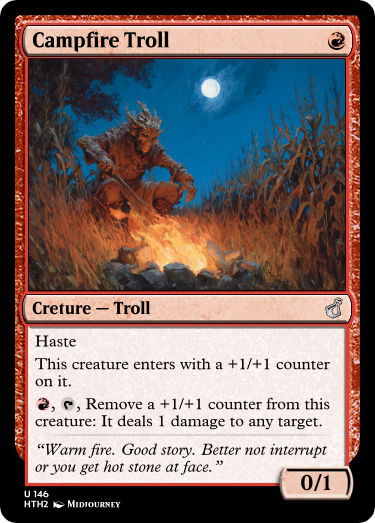 Campfire Troll
Creture — Troll
Haste
This creature enters with a +1/+1 counter
on it.
, , Remove a +1/+1 counter from this
creature: It deals 1 damage to any target.
“Warm fire. Good story. Better not interrupt
or you get hot stone at face.”
0/1
U 146
HTH2 Midjourney